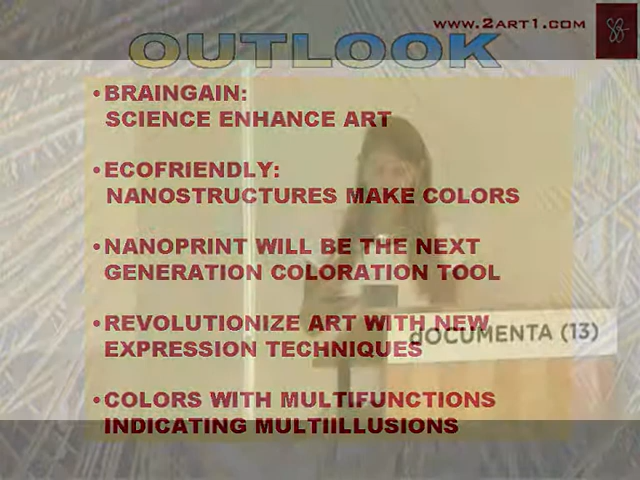 www.2art1.com
OUTLOOK
•BRAINGAIN:
SCIENCE ENHANCE ART
•ECOFRIENDLY:
NANOSTRUCTURES MAKE COLORS
•NANOPRINT WILL BE THE NEXT
GENERATION COLORATION TOOL
•REVOLUTIONIZE ART WITH NEW
EXPRESSION TECHNIQUES
dOCUMENTA (13)
•COLORS WITH MULTIFUNCTIONS
INDICATING MULTIILLUSIONS